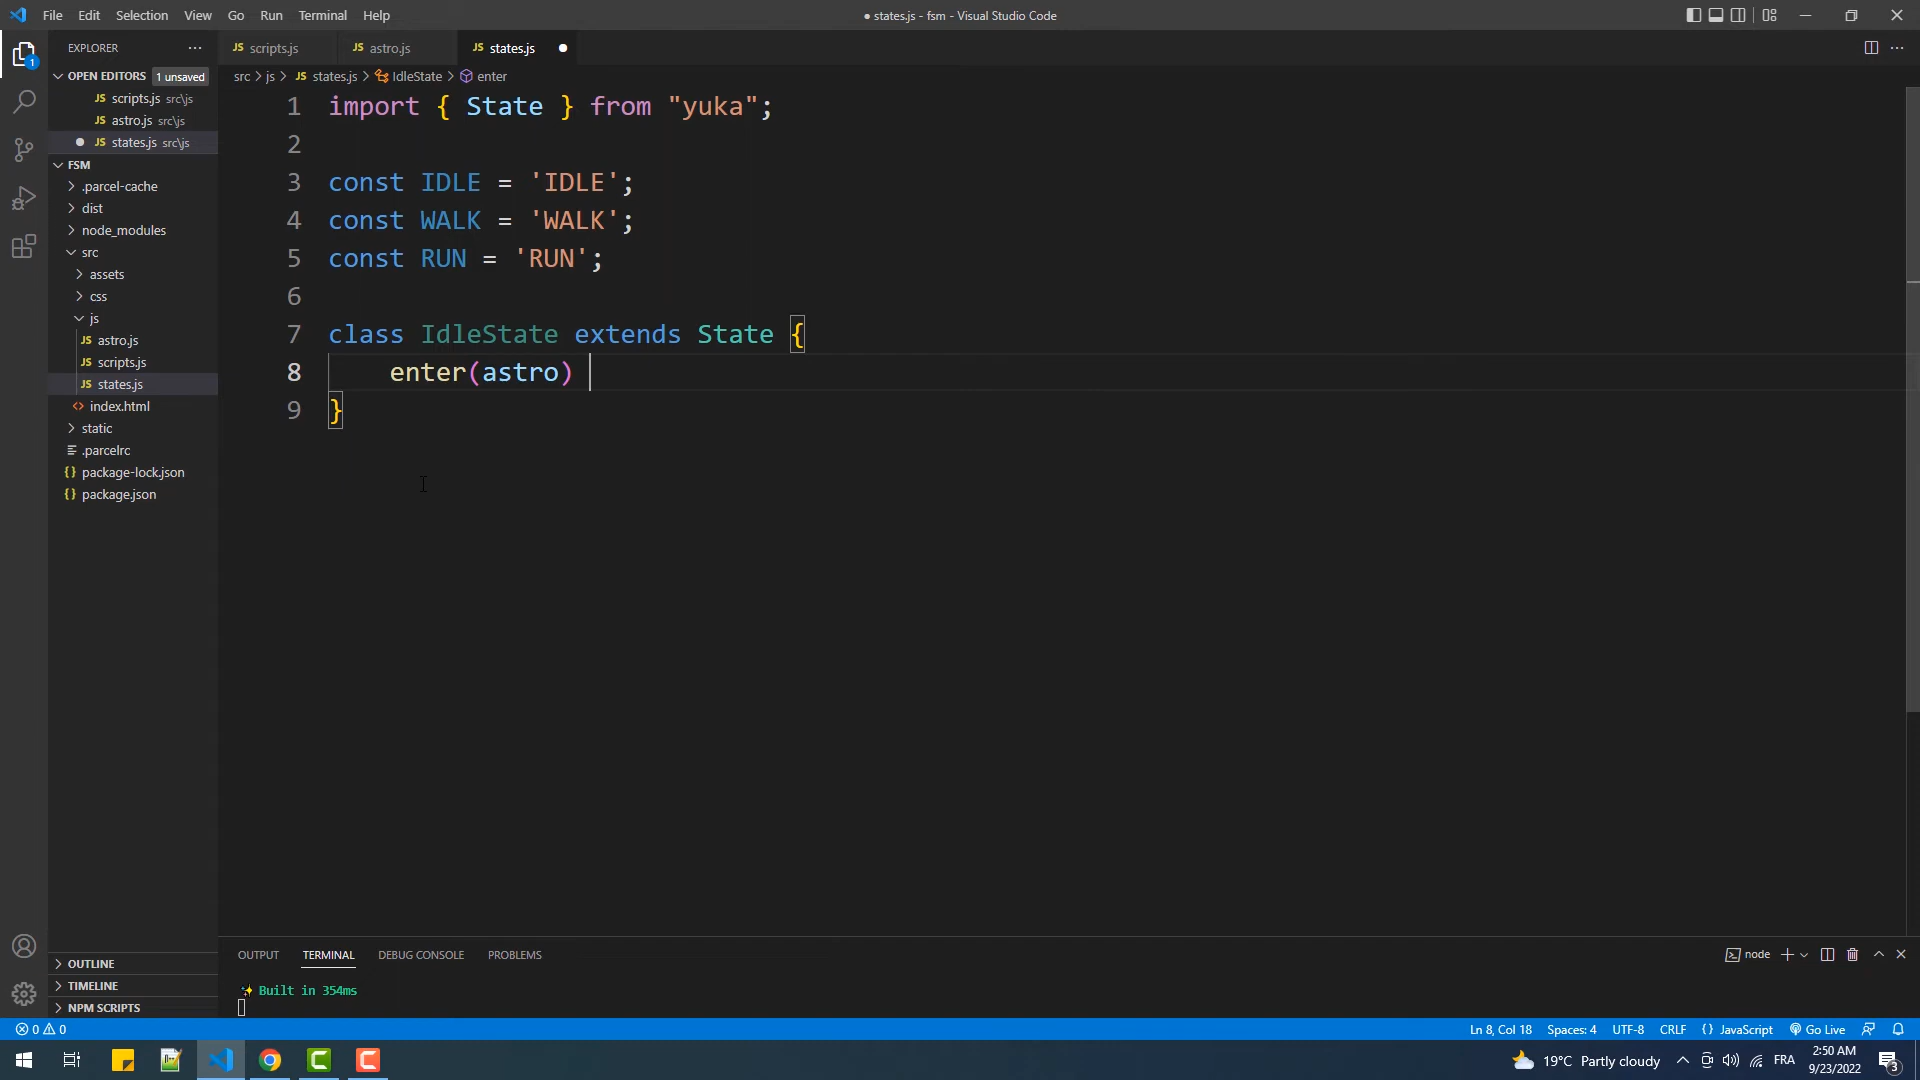 File Edit Selection View Go Run Terminal Help
● states.js - fsm - Visual Studio Code
EXPLORER
OPEN EDITORS 1 unsaved
JS scripts.js src\js
JS astro.js src\js
JS states.js src\js
FSM
.parcel-cache
dist
node_modules
src
assets
css
js
JS astro.js
JS scripts.js
JS states.js
index.html
static
.parcelrc
package-lock.json
package.json
OUTLINE
TIMELINE
NPM SCRIPTS
JS scripts.js JS astro.js JS states.js
src > js > JS states.js > IdleState > enter
1 import { State } from "yuka";
2
3 const IDLE = 'IDLE';
4 const WALK = 'WALK';
5 const RUN = 'RUN';
6
7 class IdleState extends State {
8 enter(astro)
9 }
OUTPUT TERMINAL DEBUG CONSOLE PROBLEMS
node
Built in 354ms
0 0
Ln 8, Col 18 Spaces: 4 UTF-8 CRLF {} JavaScript Go Live
19°C Partly cloudy FRA
2:50 AM
9/23/2022
3